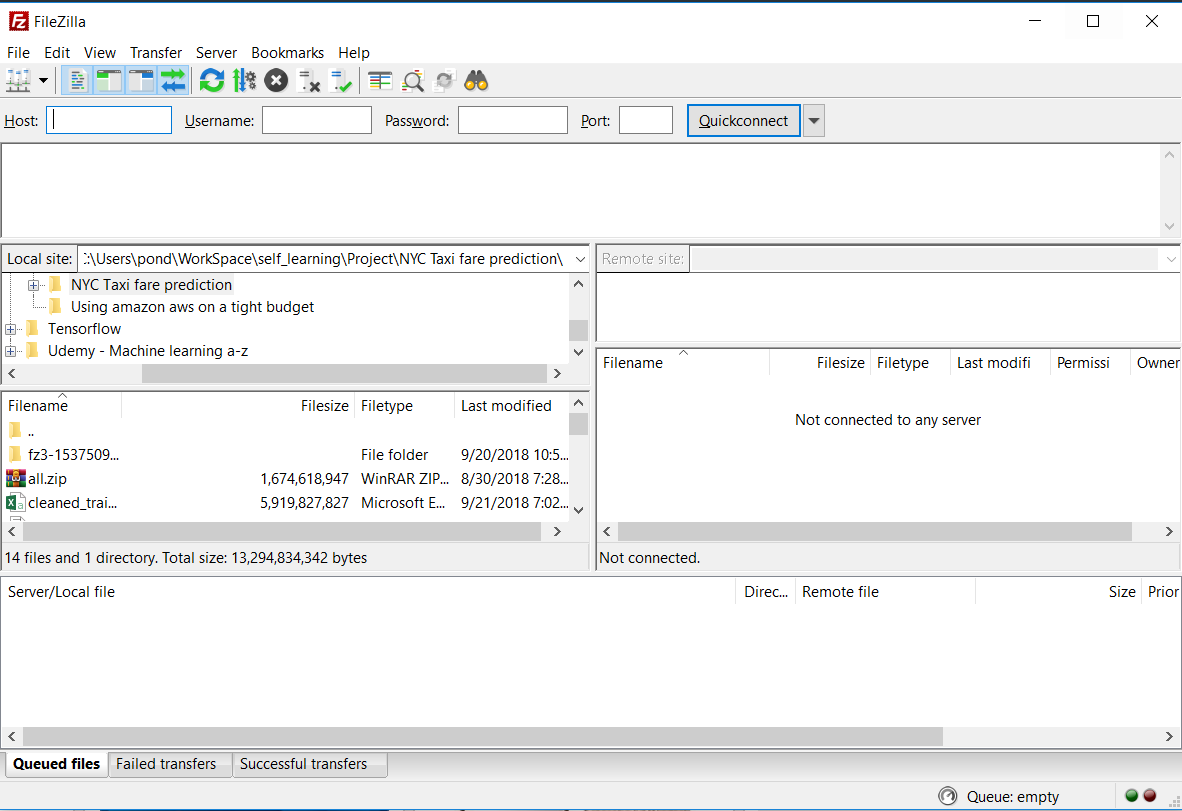 FileZilla
File Edit View Transfer Server Bookmarks Help
Host: Username: Password: Port: Quickconnect
Local site: :\Users\pond\WorkSpace\self_learning\Project\NYC Taxi fare prediction\
NYC Taxi fare prediction
Using amazon aws on a tight budget
Tensorflow
Udemy - Machine learning a-z
Filename Filesize Filetype Last modified
..
fz3-1537509... File folder 9/20/2018 10:5...
all.zip 1,674,618,947 WinRAR ZIP... 8/30/2018 7:28...
cleaned_trai... 5,919,827,827 Microsoft E... 9/21/2018 7:02...
14 files and 1 directory. Total size: 13,294,834,342 bytes
Remote site:
Filename Filesize Filetype Last modifi Permissi Owner
Not connected to any server
Not connected.
Server/Local file Direc... Remote file Size Prior
Queued files Failed transfers Successful transfers
Queue: empty